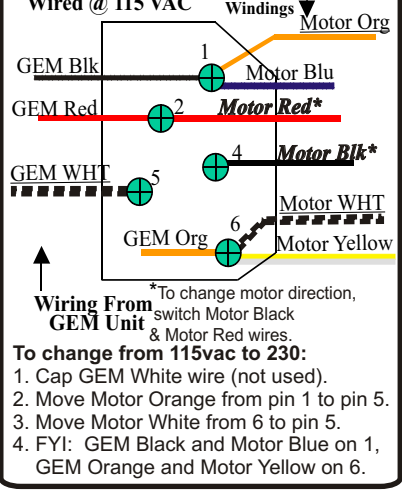 Wired @ 115 VAC
Windings
Motor Org
1
GEM Blk
Motor Blu
GEM Red
2
Motor Red*
4
Motor Blk*
GEM WHT
5
Motor WHT
6
GEM Org
Motor Yellow
Wiring From
GEM Unit
*To change motor direction,
switch Motor Black
& Motor Red wires.
To change from 115vac to 230:
1. Cap GEM White wire (not used).
2. Move Motor Orange from pin 1 to pin 5.
3. Move Motor White from 6 to pin 5.
4. FYI: GEM Black and Motor Blue on 1,
GEM Orange and Motor Yellow on 6.